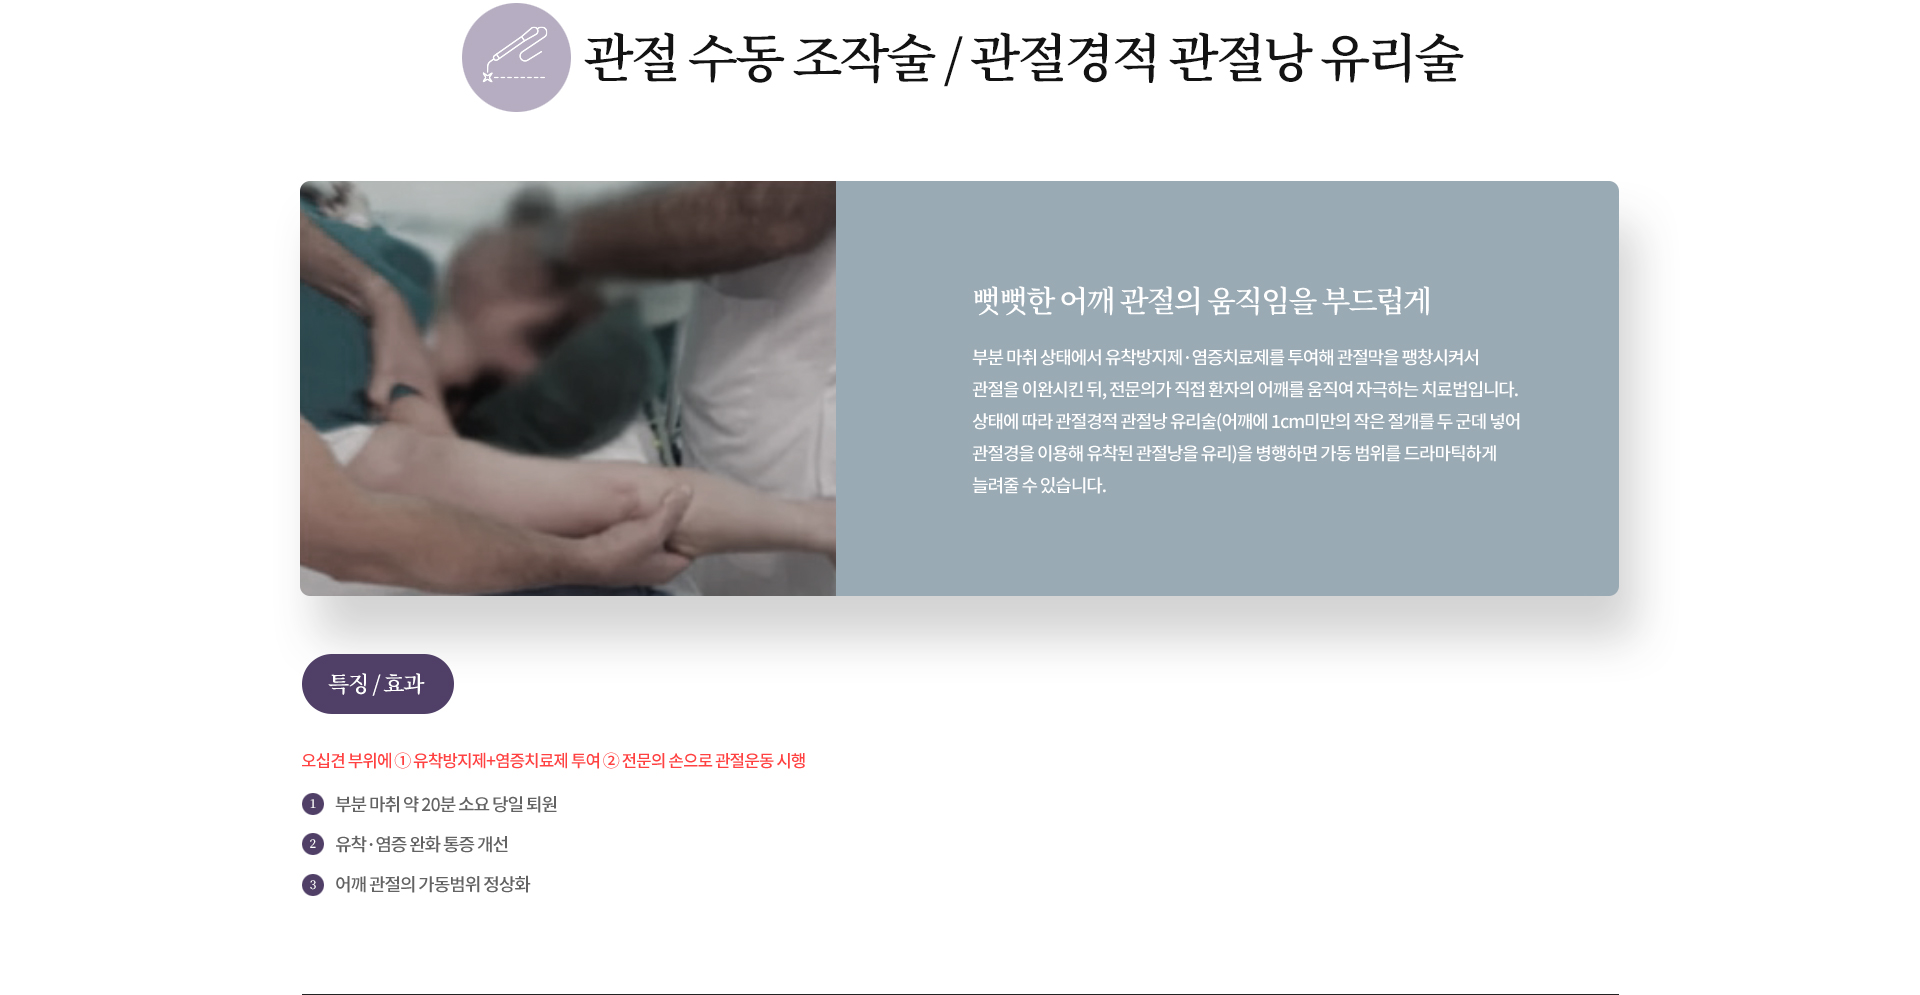 관절 수동 조작술 / 관절경적 관절낭 유리술
뻣뻣한 어깨 관절의 움직임을 부드럽게
부분 마취 상태에서 유착방지제·염증치료제를 투여해 관절막을 팽창시켜서
관절을 이완시킨 뒤, 전문의가 직접 환자의 어깨를 움직여 자극하는 치료법입니다.
상태에 따라 관절경적 관절낭 유리술(어깨에 1cm미만의 작은 절개를 두 군데 넣어
관절경을 이용해 유착된 관절낭을 유리)을 병행하면 가동 범위를 드라마틱하게
늘려줄 수 있습니다.
특징 / 효과
오십견 부위에 ① 유착방지제+염증치료제 투여 ② 전문의 손으로 관절운동 시행
1 부분 마취 약 20분 소요 당일 퇴원
2 유착·염증 완화 통증 개선
3 어깨 관절의 가동범위 정상화